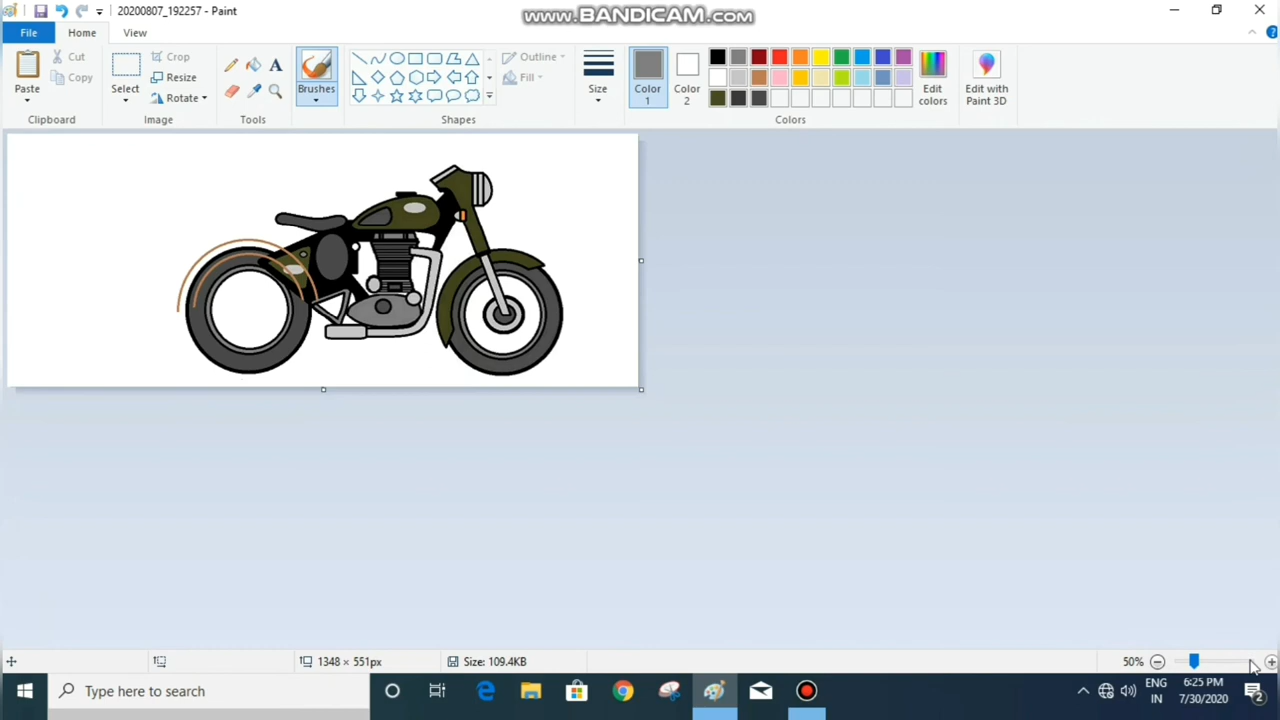 20200807_192257 - Paint
www.BANDICAM.com
File
Home
View
Paste
Cut
Copy
Clipboard
Select
Crop
Resize
Rotate
Image
A
Tools
Brushes
Outline
Fill
Shapes
Size
Color
1
Color
2
Edit
colors
Colors
Edit with
Paint 3D
1348 × 551px
Size: 109.4KB
50%
Type here to search
ENG
IN
6:25 PM
7/30/2020
2